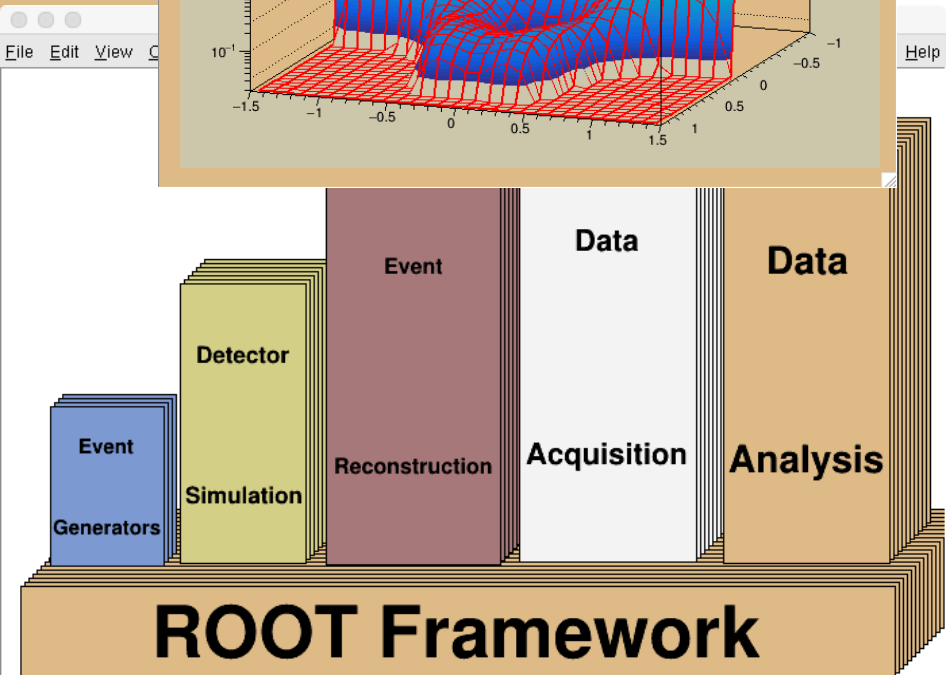 File Edit View Help
10⁻¹
−1.5 −1 −0.5 0 0.5 1 1.5
1 0.5 0 −0.5 −1
Event
Generators
Detector
Simulation
Event
Reconstruction
Data
Acquisition
Data
Analysis
ROOT Framework